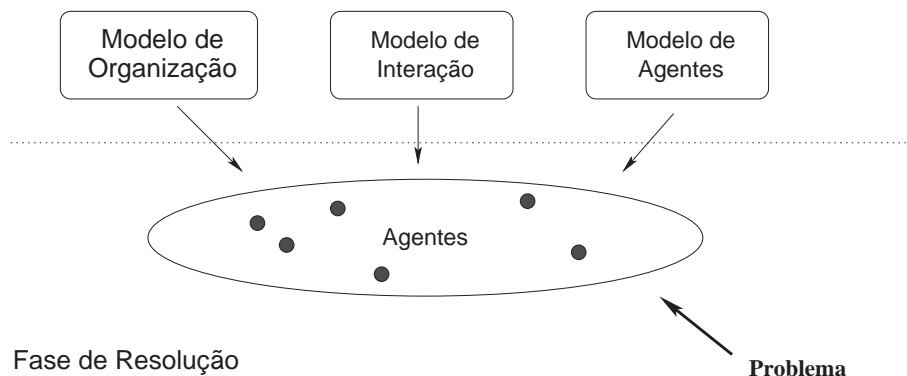 Modelo de
Organização
Modelo de
Interação
Modelo de
Agentes
Agentes
Fase de Resolução
Problema